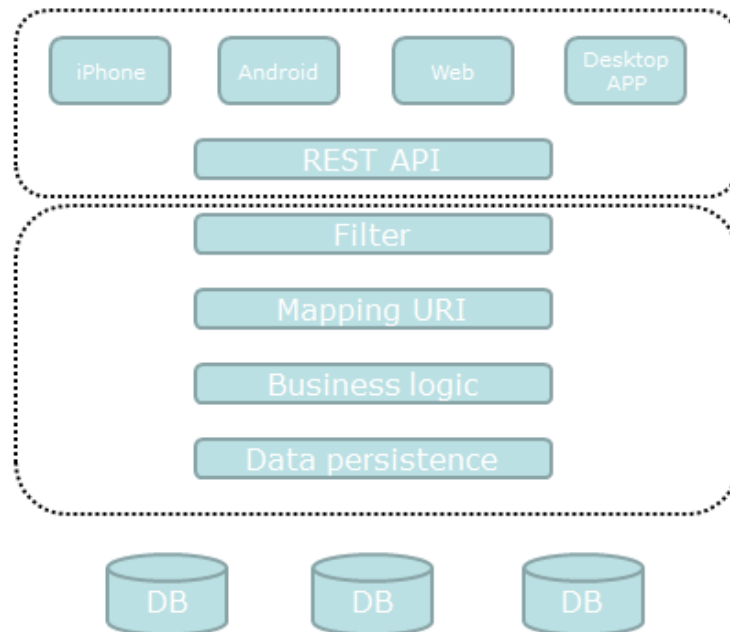 iPhone
Android
Web
Desktop
APP
REST API
Filter
Mapping URI
Business logic
Data persistence
DB
DB
DB